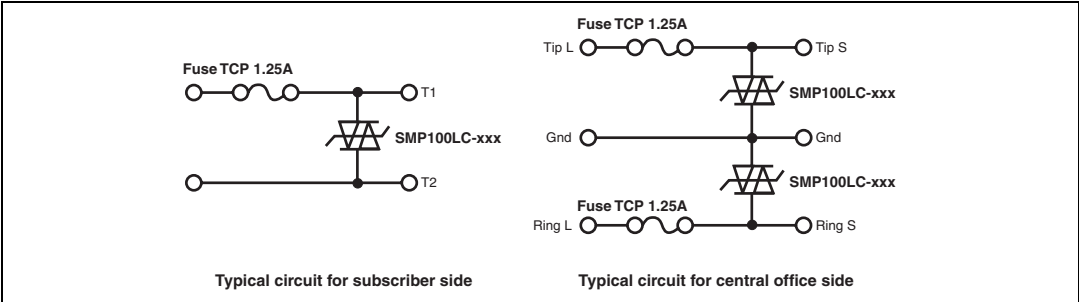 Fuse TCP 1.25A
T1
SMP100LC-xxx
T2
Typical circuit for subscriber side
Fuse TCP 1.25A
Tip L
Tip S
SMP100LC-xxx
Gnd
Gnd
SMP100LC-xxx
Fuse TCP 1.25A
Ring L
Ring S
Typical circuit for central office side